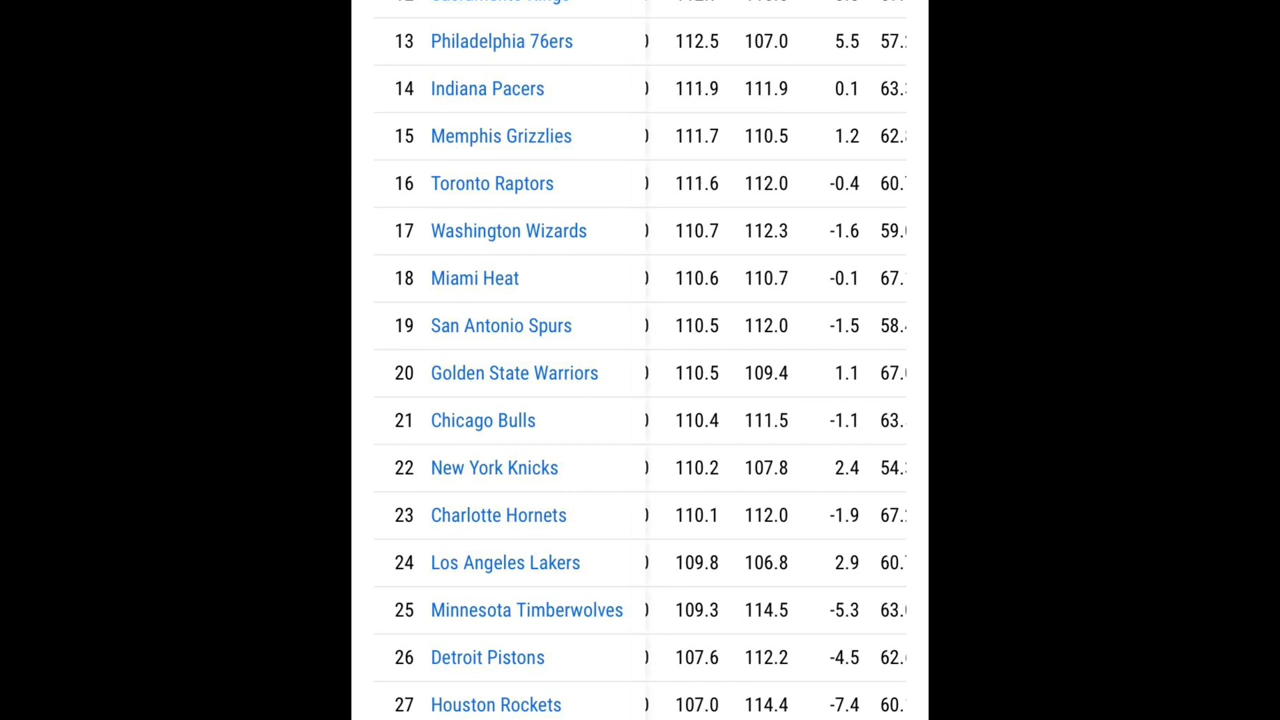 13 Philadelphia 76ers 112.5 107.0 5.5 57.
14 Indiana Pacers 111.9 111.9 0.1 63.
15 Memphis Grizzlies 111.7 110.5 1.2 62.
16 Toronto Raptors 111.6 112.0 -0.4 60.
17 Washington Wizards 110.7 112.3 -1.6 59.
18 Miami Heat 110.6 110.7 -0.1 67.
19 San Antonio Spurs 110.5 112.0 -1.5 58.
20 Golden State Warriors 110.5 109.4 1.1 67.
21 Chicago Bulls 110.4 111.5 -1.1 63.
22 New York Knicks 110.2 107.8 2.4 54.
23 Charlotte Hornets 110.1 112.0 -1.9 67.
24 Los Angeles Lakers 109.8 106.8 2.9 60.
25 Minnesota Timberwolves 109.3 114.5 -5.3 63.
26 Detroit Pistons 107.6 112.2 -4.5 62.
27 Houston Rockets 107.0 114.4 -7.4 60.